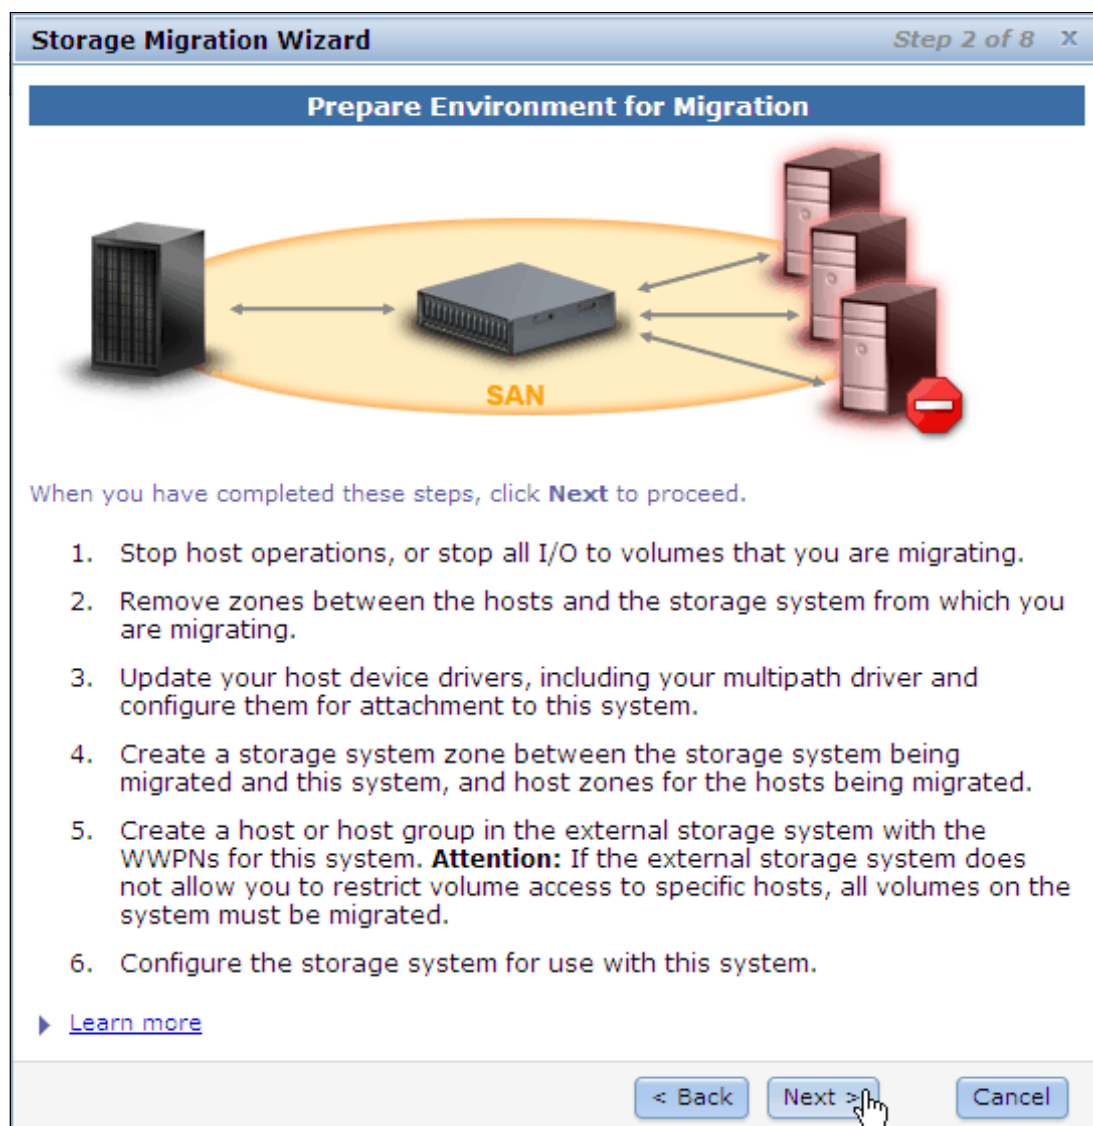 Storage Migration Wizard
Step 2 of 8 X
Prepare Environment for Migration
SAN
When you have completed these steps, click Next to proceed.
1. Stop host operations, or stop all I/O to volumes that you are migrating.
2. Remove zones between the hosts and the storage system from which you
are migrating.
3. Update your host device drivers, including your multipath driver and
configure them for attachment to this system.
4. Create a storage system zone between the storage system being
migrated and this system, and host zones for the hosts being migrated.
5. Create a host or host group in the external storage system with the
WWPNs for this system. Attention: If the external storage system does
not allow you to restrict volume access to specific hosts, all volumes on the
system must be migrated.
6. Configure the storage system for use with this system.
Learn more
< Back
Next >
Cancel